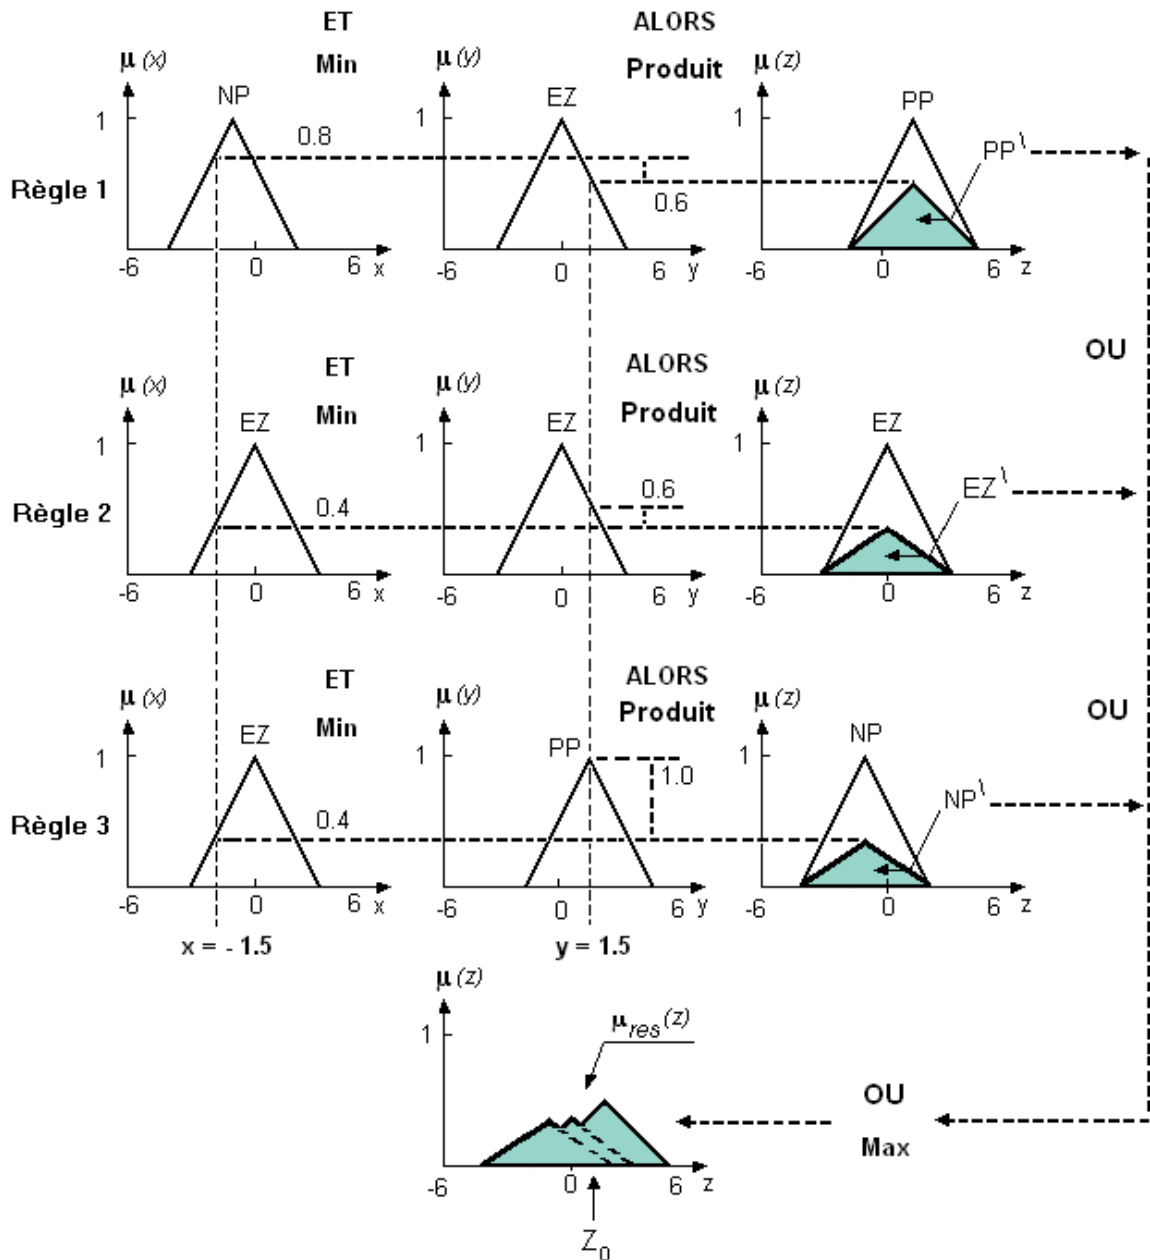 ET ALORS
Min Produit
μ (x) μ (y) μ (z)
NP EZ PP
1 1 1
0.8 PP\
Règle 1 0.6
-6 0 6 x -6 0 6 y -6 0 6 z
OU
ET ALORS
Min Produit
μ (x) μ (y) μ (z)
EZ EZ EZ
1 1 1
Règle 2 0.4 0.6 EZ\
-6 0 6 x -6 0 6 y -6 0 6 z
ET ALORS
Min Produit
μ (x) μ (y) μ (z)
OU
EZ PP NP
1 1 1
1.0 NP\
Règle 3 0.4
-6 0 6 x -6 0 6 y -6 0 6 z
x = - 1.5 y = 1.5
μ (z)
μres (z)
1
OU
Max
-6 0 6 z
Z0